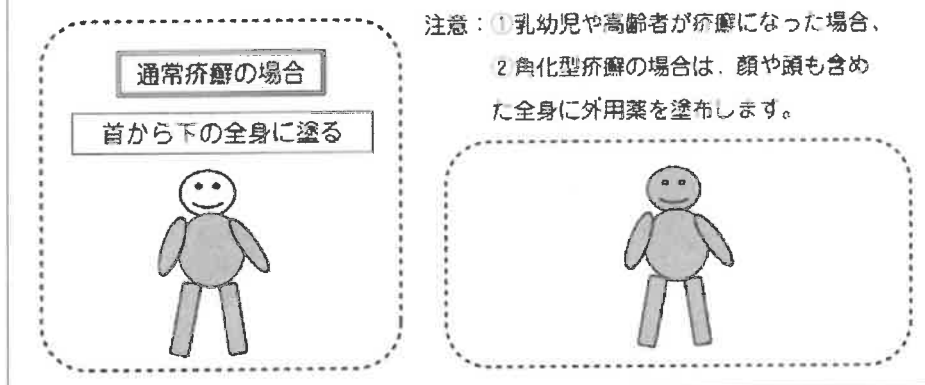 通常疥癬の場合
首から下の全身に塗る
注意：①乳幼児や高齢者が疥癬になった場合、
②角化型疥癬の場合は、顔や頭も含め
た全身に外用薬を塗布します。